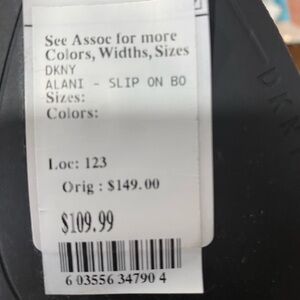 See Assoc for more
Colors, Widths, Sizes
DKNY
ALANI - SLIP ON BO
Sizes:
Colors:
Loc: 123
Orig : $149.00
$109.99
6 03556 34790 4
DKNY